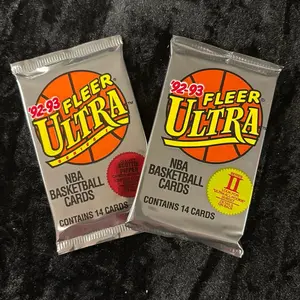 '92-93
FLEER
ULTRA
NBA
BASKETBALL
CARDS
CONTAINS 14 CARDS
'92-93
FLEER
ULTRA
NBA
BASKETBALL
CARDS
CONTAINS 14 CARDS
II